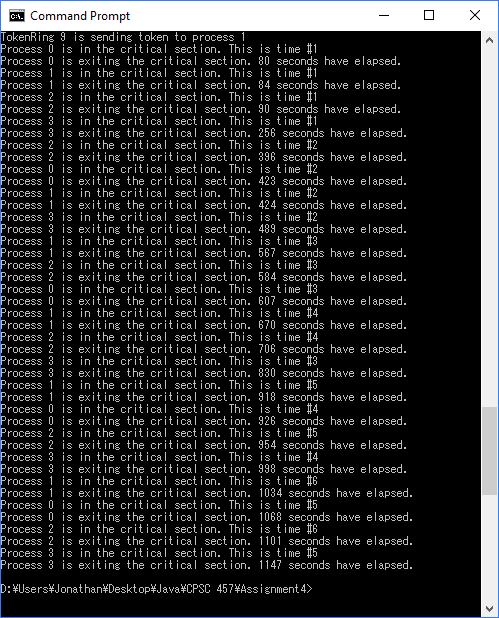 Command Prompt
TokenRing 9 is sending token to process 1
Process 0 is in the critical section. This is time #1
Process 0 is exiting the critical section. 80 seconds have elapsed.
Process 1 is in the critical section. This is time #1
Process 1 is exiting the critical section. 84 seconds have elapsed.
Process 2 is in the critical section. This is time #1
Process 2 is exiting the critical section. 90 seconds have elapsed.
Process 3 is in the critical section. This is time #1
Process 3 is exiting the critical section. 256 seconds have elapsed.
Process 2 is in the critical section. This is time #2
Process 2 is exiting the critical section. 396 seconds have elapsed.
Process 0 is in the critical section. This is time #2
Process 0 is exiting the critical section. 423 seconds have elapsed.
Process 1 is in the critical section. This is time #2
Process 1 is exiting the critical section. 424 seconds have elapsed.
Process 3 is in the critical section. This is time #2
Process 3 is exiting the critical section. 489 seconds have elapsed.
Process 1 is in the critical section. This is time #3
Process 1 is exiting the critical section. 567 seconds have elapsed.
Process 2 is in the critical section. This is time #3
Process 2 is exiting the critical section. 584 seconds have elapsed.
Process 0 is in the critical section. This is time #3
Process 0 is exiting the critical section. 607 seconds have elapsed.
Process 1 is in the critical section. This is time #4
Process 1 is exiting the critical section. 670 seconds have elapsed.
Process 2 is in the critical section. This is time #4
Process 2 is exiting the critical section. 706 seconds have elapsed.
Process 3 is in the critical section. This is time #3
Process 3 is exiting the critical section. 830 seconds have elapsed.
Process 1 is in the critical section. This is time #5
Process 1 is exiting the critical section. 918 seconds have elapsed.
Process 0 is in the critical section. This is time #4
Process 0 is exiting the critical section. 926 seconds have elapsed.
Process 2 is in the critical section. This is time #5
Process 2 is exiting the critical section. 954 seconds have elapsed.
Process 3 is in the critical section. This is time #4
Process 3 is exiting the critical section. 998 seconds have elapsed.
Process 1 is in the critical section. This is time #6
Process 1 is exiting the critical section. 1034 seconds have elapsed.
Process 0 is in the critical section. This is time #5
Process 0 is exiting the critical section. 1068 seconds have elapsed.
Process 2 is in the critical section. This is time #6
Process 2 is exiting the critical section. 1101 seconds have elapsed.
Process 3 is in the critical section. This is time #5
Process 3 is exiting the critical section. 1147 seconds have elapsed.
D:¥Users¥Jonathan¥Desktop¥Java¥CPSC 457¥Assignment4>